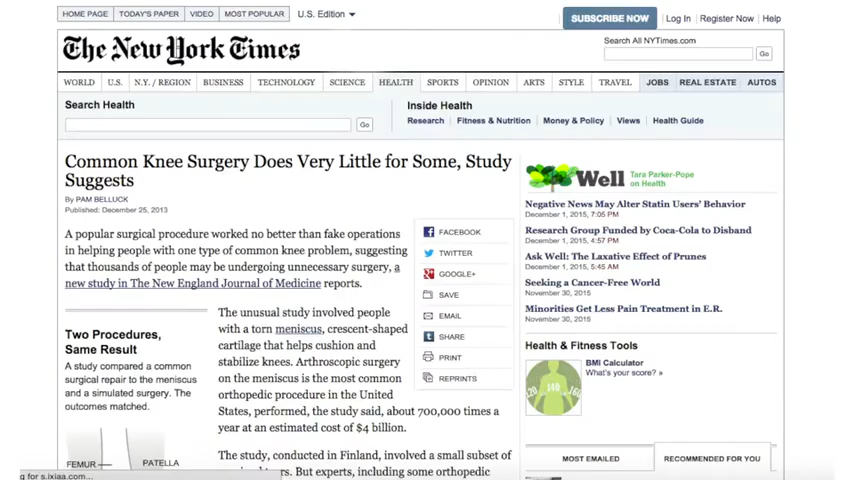 HOME PAGE TODAY'S PAPER VIDEO MOST POPULAR U.S. Edition
SUBSCRIBE NOW Log In Register Now Help
The New York Times
Search All NYTimes.com
Go
WORLD U.S. N.Y. / REGION BUSINESS TECHNOLOGY SCIENCE HEALTH SPORTS OPINION ARTS STYLE TRAVEL JOBS REAL ESTATE AUTOS
Search Health
Go
Inside Health
Research Fitness & Nutrition Money & Policy Views Health Guide
Common Knee Surgery Does Very Little for Some, Study
Suggests
By PAM BELLUCK
Published: December 25, 2013
A popular surgical procedure worked no better than fake operations
in helping people with one type of common knee problem, suggesting
that thousands of people may be undergoing unnecessary surgery, a
new study in The New England Journal of Medicine reports.
FACEBOOK
TWITTER
GOOGLE+
SAVE
EMAIL
SHARE
PRINT
REPRINTS
Two Procedures,
Same Result
A study compared a common
surgical repair to the meniscus
and a simulated surgery. The
outcomes matched.
FEMUR
PATELLA
The unusual study involved people
with a torn meniscus, crescent-shaped
cartilage that helps cushion and
stabilize knees. Arthroscopic surgery
on the meniscus is the most common
orthopedic procedure in the United
States, performed, the study said, about 700,000 times a
year at an estimated cost of $4 billion.
The study, conducted in Finland, involved a small subset of
But experts, including some orthopedic
g for s.ixiaa.com...
Well
Tara Parker-Pope
on Health
Negative News May Alter Statin Users' Behavior
December 1, 2015, 7:05 PM
Research Group Funded by Coca-Cola to Disband
December 1, 2015, 4:57 PM
Ask Well: The Laxative Effect of Prunes
December 1, 2015, 5:45 AM
Seeking a Cancer-Free World
November 30, 2015
Minorities Get Less Pain Treatment in E.R.
November 30, 2015
Health & Fitness Tools
120 140 160
BMI Calculator
What's your score? »
MOST EMAILED RECOMMENDED FOR YOU